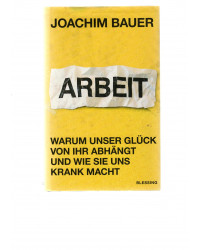 JOACHIM BAUER
ARBEIT
WARUM UNSER GLÜCK
VON IHR ABHÄNGT
UND WIE SIE UNS
KRANK MACHT
BLESSING